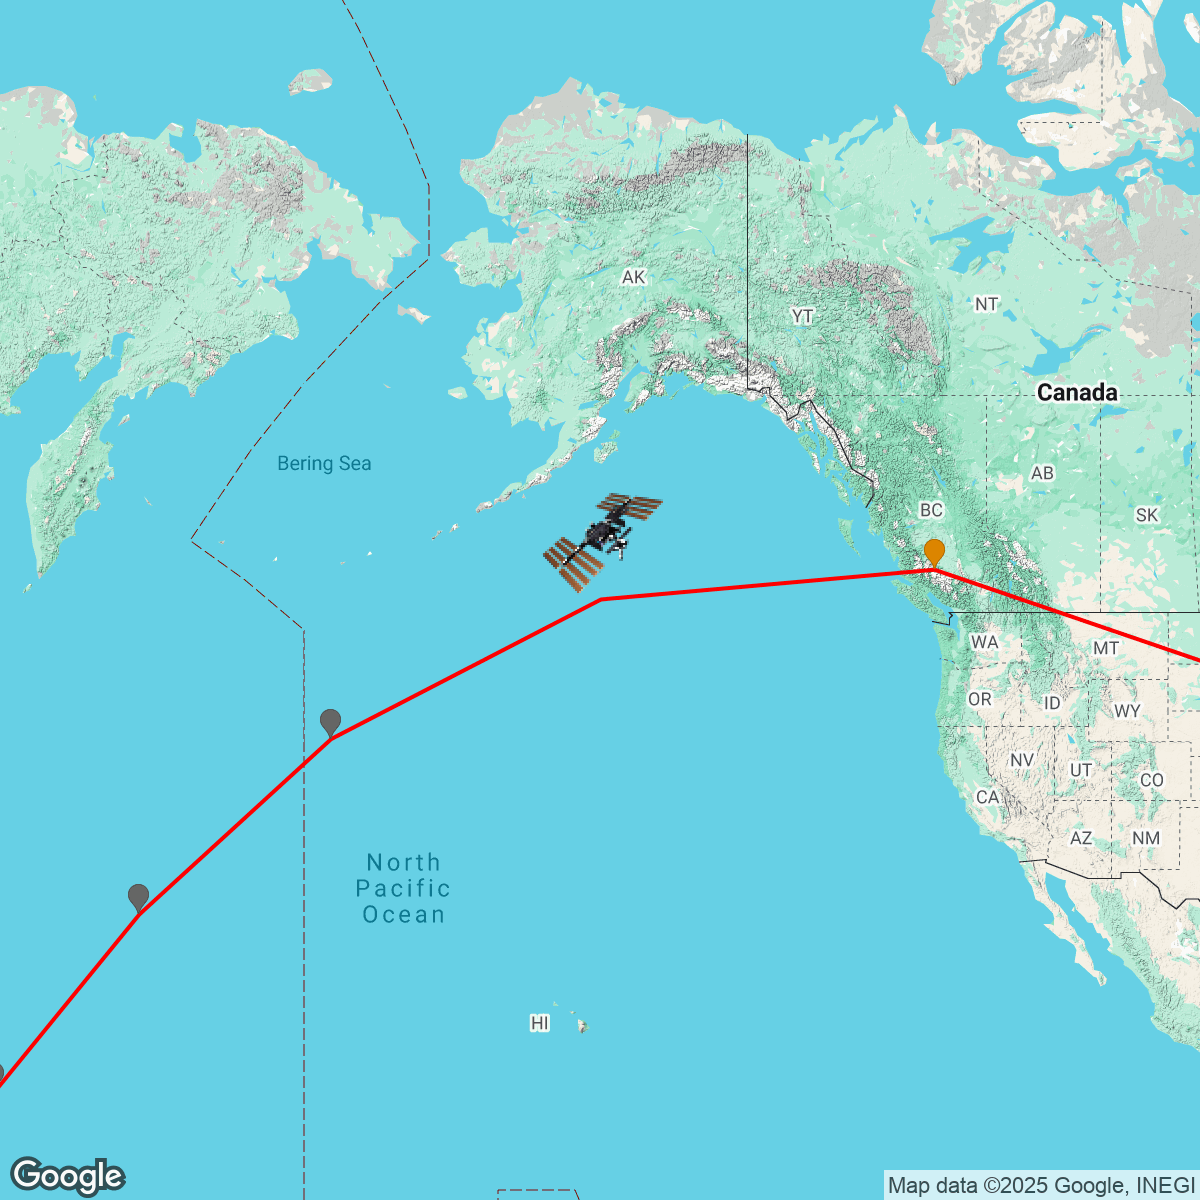 AK
YT
NT
Canada
Bering Sea
AB
BC
SK
WA
MT
OR
ID
WY
NV
UT
CO
CA
AZ
NM
North
Pacific
Ocean
HI
Google
Map data ©2025 Google, INEGI